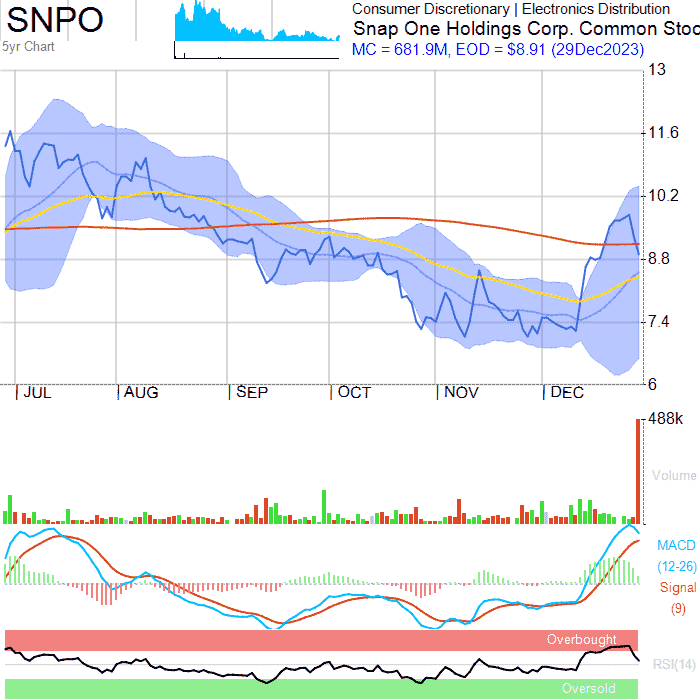 SNPO
5yr Chart
Consumer Discretionary | Electronics Distribution
Snap One Holdings Corp. Common Stoc
MC = 681.9M, EOD = $8.91 (29Dec2023)
13
11.6
10.2
8.8
7.4
6
JUL AUG SEP OCT NOV DEC
488k
Volume
MACD
(12-26)
Signal
(9)
Overbought
RSI(14)
Oversold